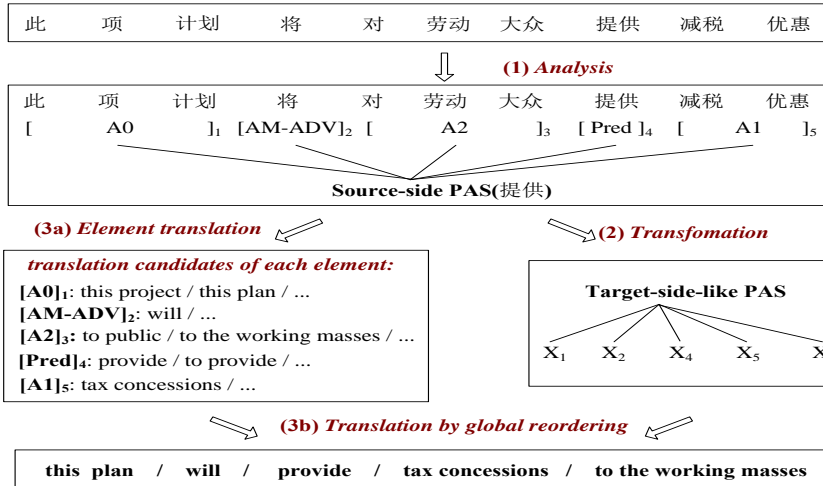 此 项 计划 将 对 劳动 大众 提供 减税 优惠
(1) Analysis
此 项 计划 将 对 劳动 大众 提供 减税 优惠
[ A0 ]1 [AM-ADV]2 [ A2 ]3 [ Pred ]4 [ A1 ]5
Source-side PAS(提供)
(3a) Element translation
(2) Transfomation
translation candidates of each element:
[A0]1: this project / this plan / ...
[AM-ADV]2: will / ...
[A2]3: to public / to the working masses / ...
[Pred]4: provide / to provide / ...
[A1]5: tax concessions / ...
Target-side-like PAS
X1 X2 X4 X5 X
(3b) Translation by global reordering
this plan / will / provide / tax concessions / to the working masses